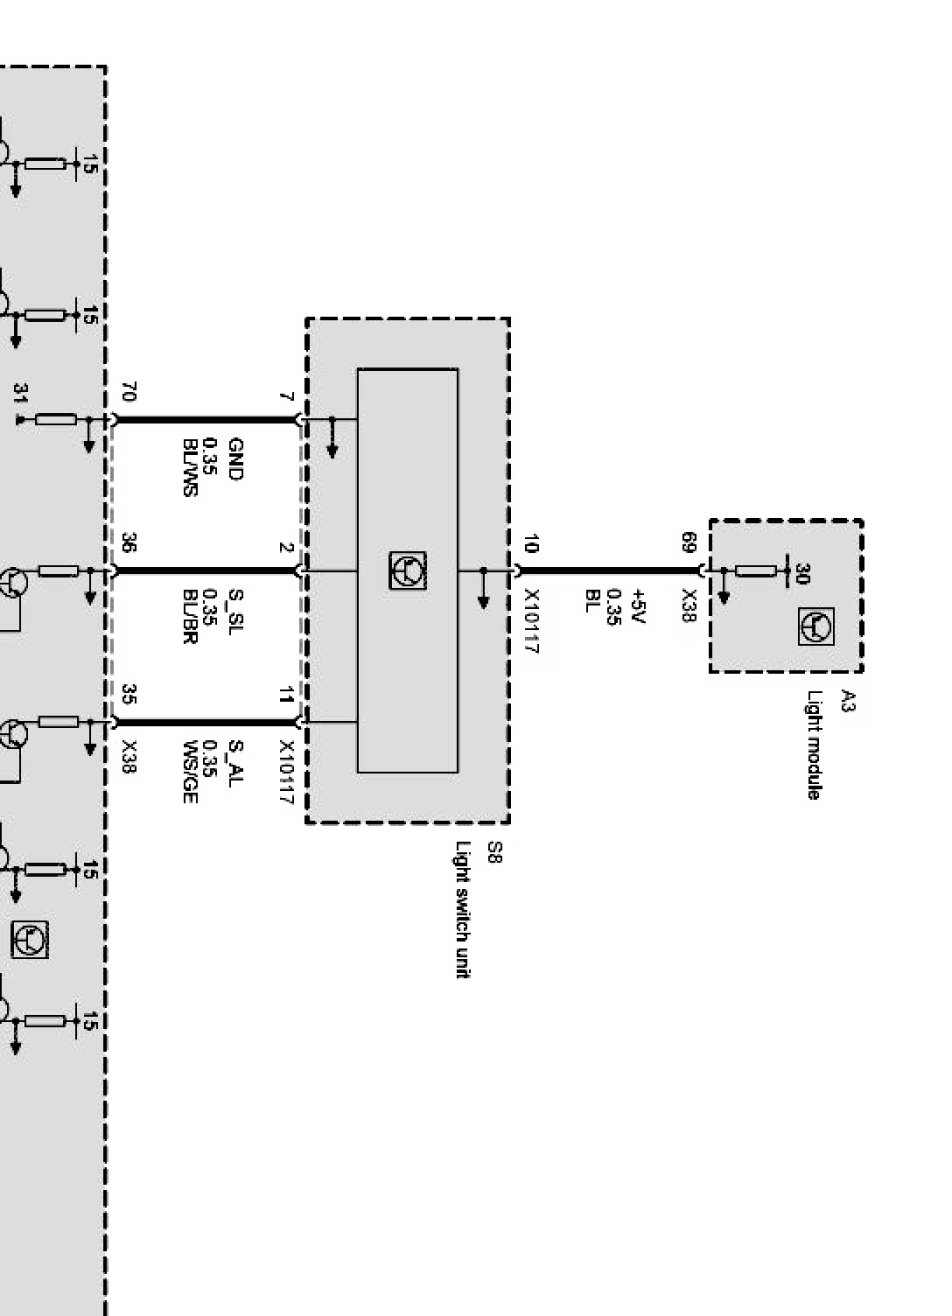 A3
Light module
30
69
X38
+5V
0.35
BL
10
X10117
S8
Light switch unit
7
2
11
X10117
GND
0.35
BL/WS
S_SL
0.35
BL/BR
S_AL
0.35
WS/GE
70
36
35
X38
15
15
31
15
15